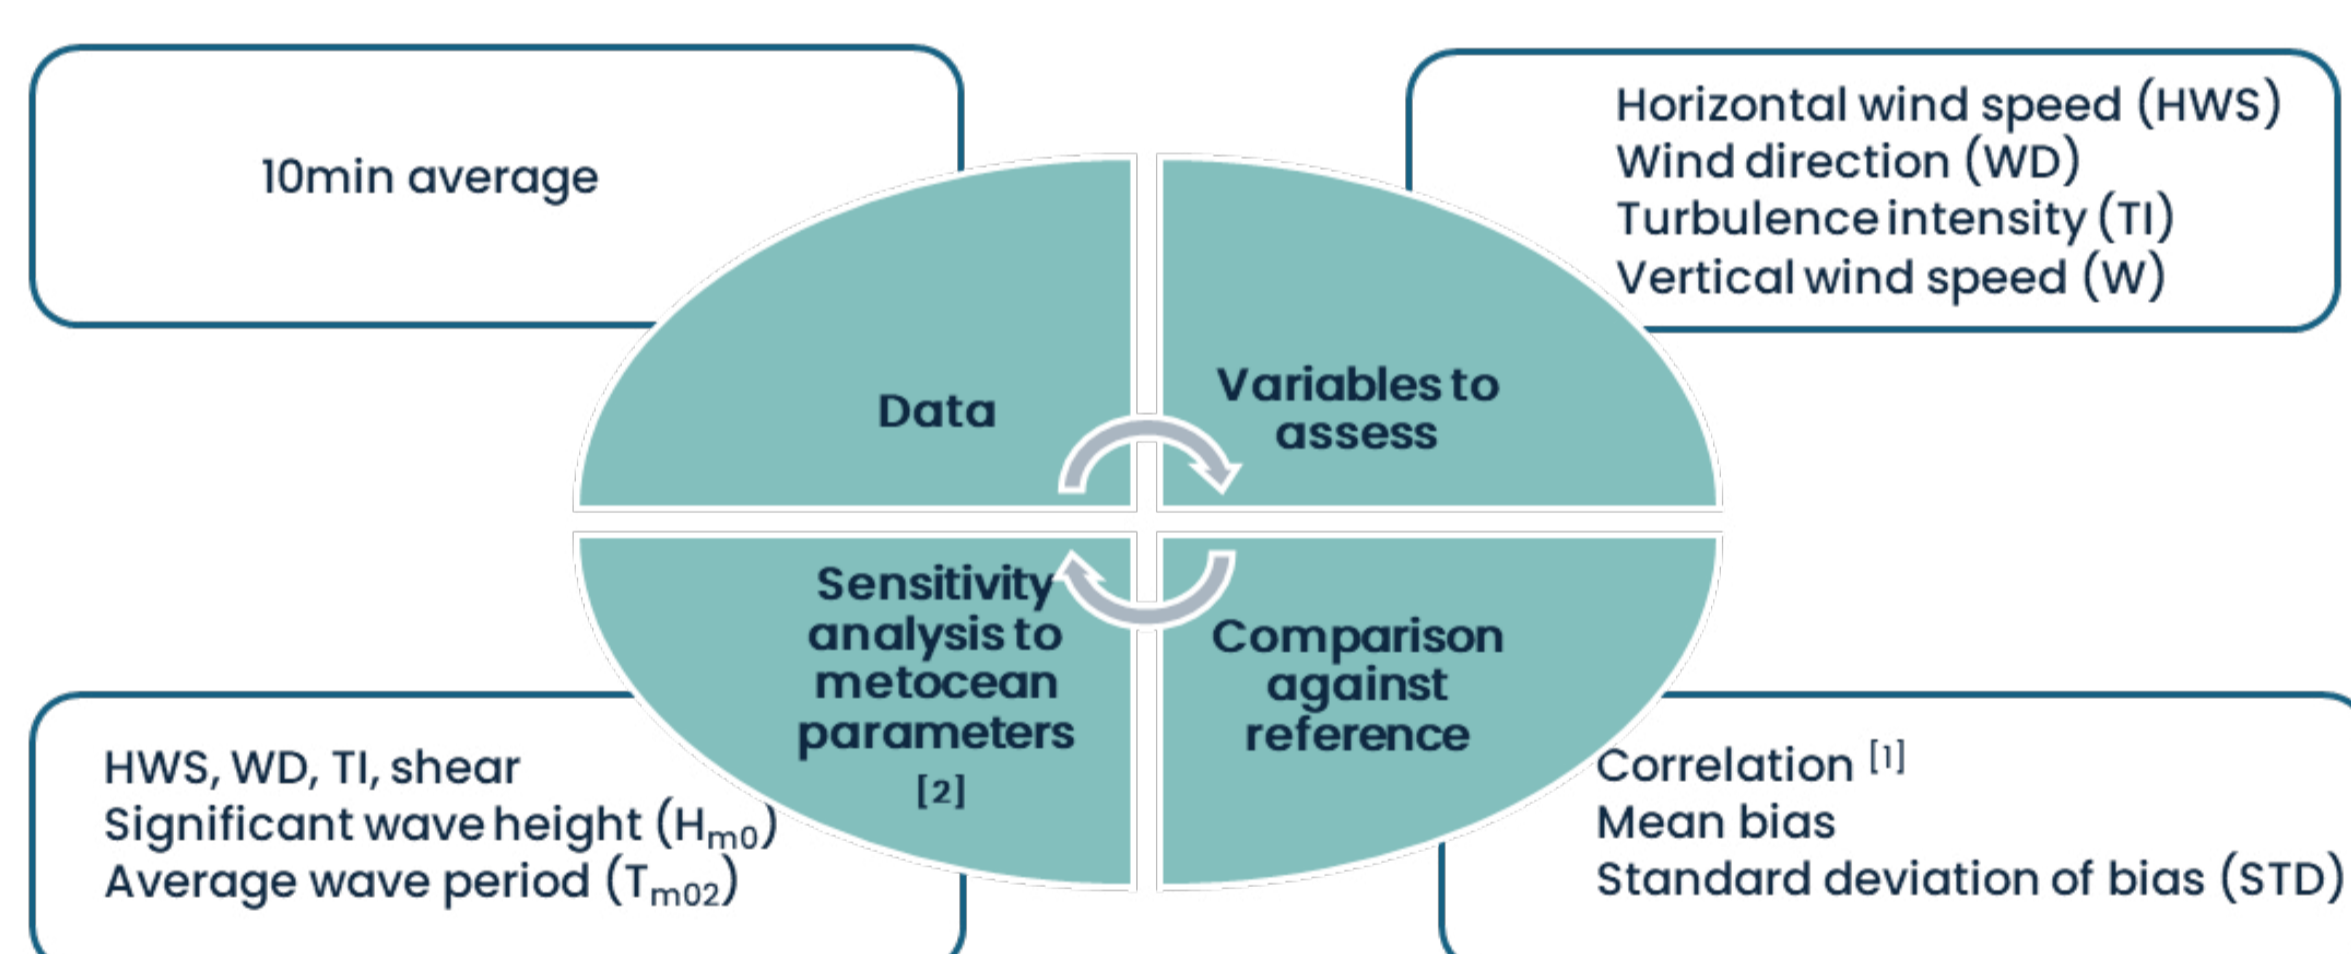 10min average
Horizontal wind speed (HWS)
Wind direction (WD)
Turbulence intensity (TI)
Vertical wind speed (W)
Data
Variables to
assess
Sensitivity
analysis to
metocean
parameters
[2]
Comparison
against
reference
HWS, WD, TI, shear
Significant wave height (Hm0)
Average wave period (Tm02)
Correlation [1]
Mean bias
Standard deviation of bias (STD)